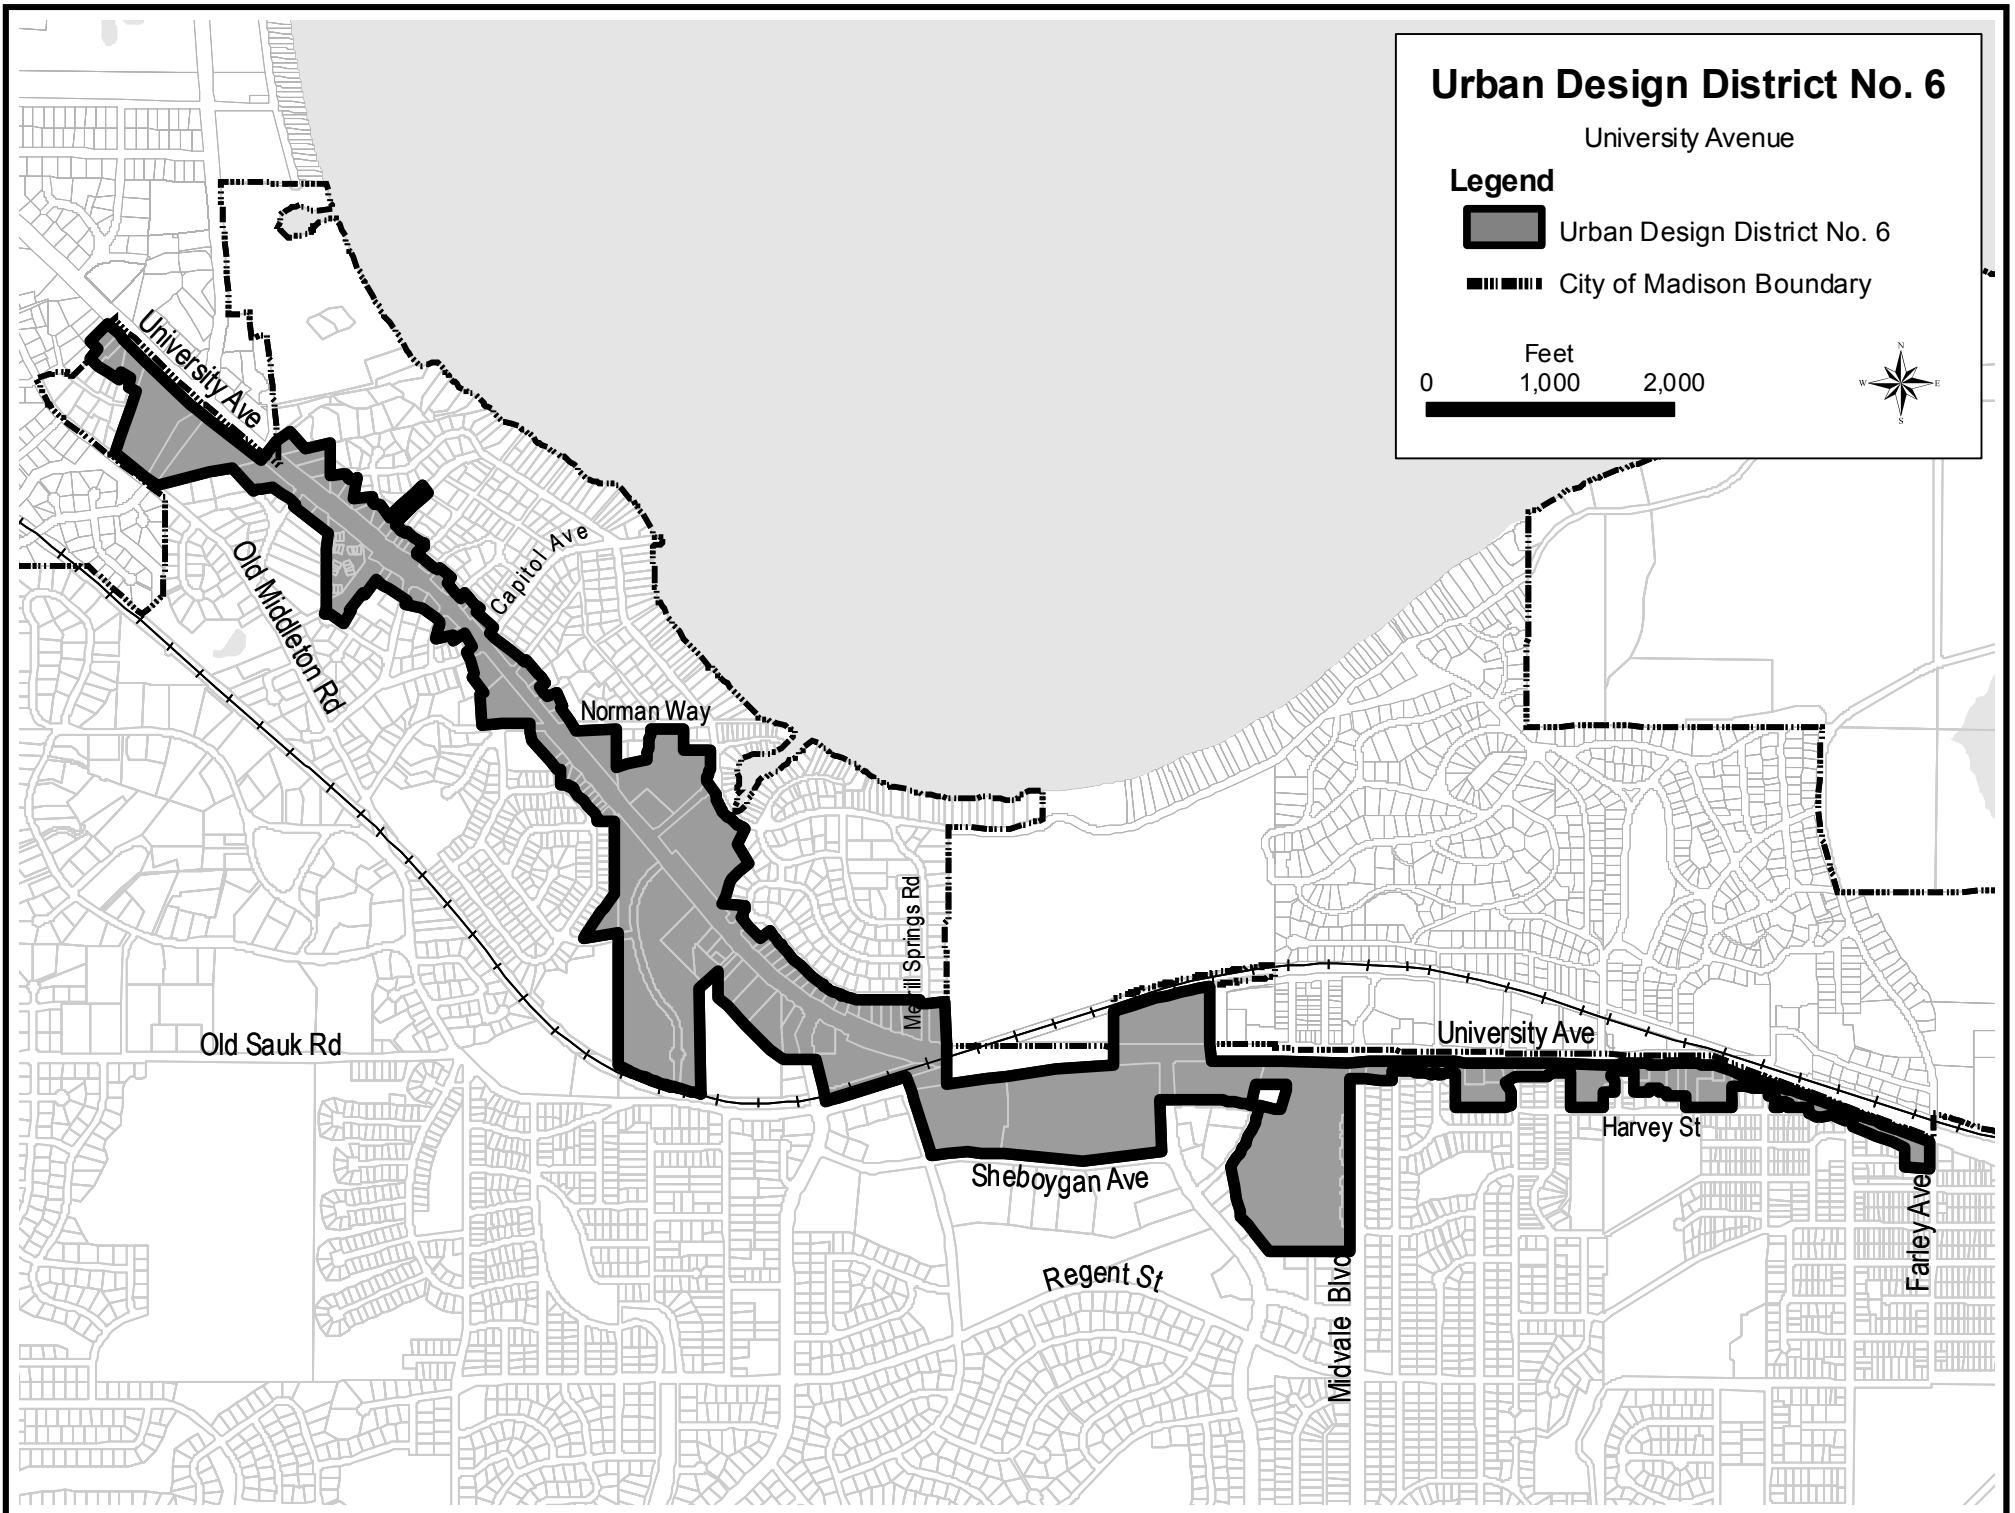 Urban Design District No. 6
University Avenue
Legend
Urban Design District No. 6
City of Madison Boundary
Feet
0 1,000 2,000
N
W E
S
University Ave
Capitol Ave
Old Middleton Rd
Norman Way
Merrill Springs Rd
Old Sauk Rd
University Ave
Harvey St
Sheboygan Ave
Farley Ave
Regent St
Midvale Blvd